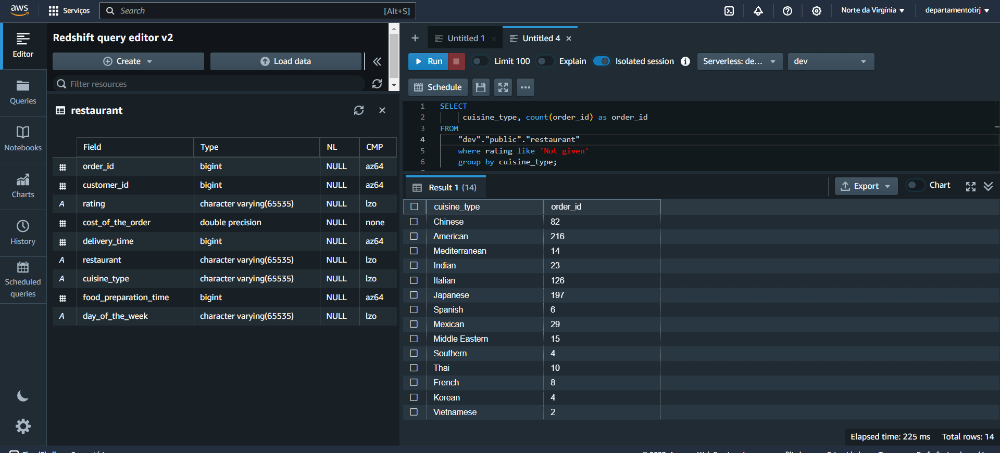 aws
Serviços
Search
[Alt+S]
Norte da Virgínia
departamentotirj
Editor
Queries
Notebooks
Charts
History
Scheduled
queries
Redshift query editor v2
Create
Load data
Filter resources
restaurant
Field Type NL CMP
order_id bigint NULL az64
customer_id bigint NULL az64
A rating character varying(65535) NULL lzo
cost_of_the_order double precision NULL none
delivery_time bigint NULL az64
A restaurant character varying(65535) NULL lzo
A cuisine_type character varying(65535) NULL lzo
food_preparation_time bigint NULL az64
A day_of_the_week character varying(65535) NULL lzo
+ Untitled 1 × Untitled 4 ×
Run Limit 100 Explain Isolated session Serverless: de... dev
Schedule
1 SELECT
2 cuisine_type, count(order_id) as order_id
3 FROM
4 "dev"."public"."restaurant"
5 where rating like 'Not given'
6 group by cuisine_type;
Result 1 (14)
Export
Chart
cuisine_type order_id
Chinese 82
American 216
Mediterranean 14
Indian 23
Italian 126
Japanese 197
Spanish 6
Mexican 29
Middle Eastern 15
Southern 4
Thai 10
French 8
Korean 4
Vietnamese 2
Elapsed time: 225 ms Total rows: 14